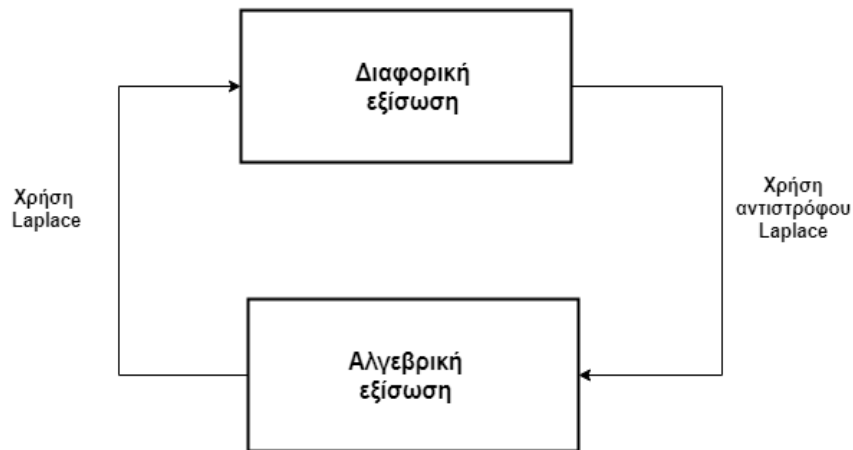 Διαφορική
εξίσωση
Χρήση
Laplace
Χρήση
αντιστρόφου
Laplace
Αλγεβρική
εξίσωση